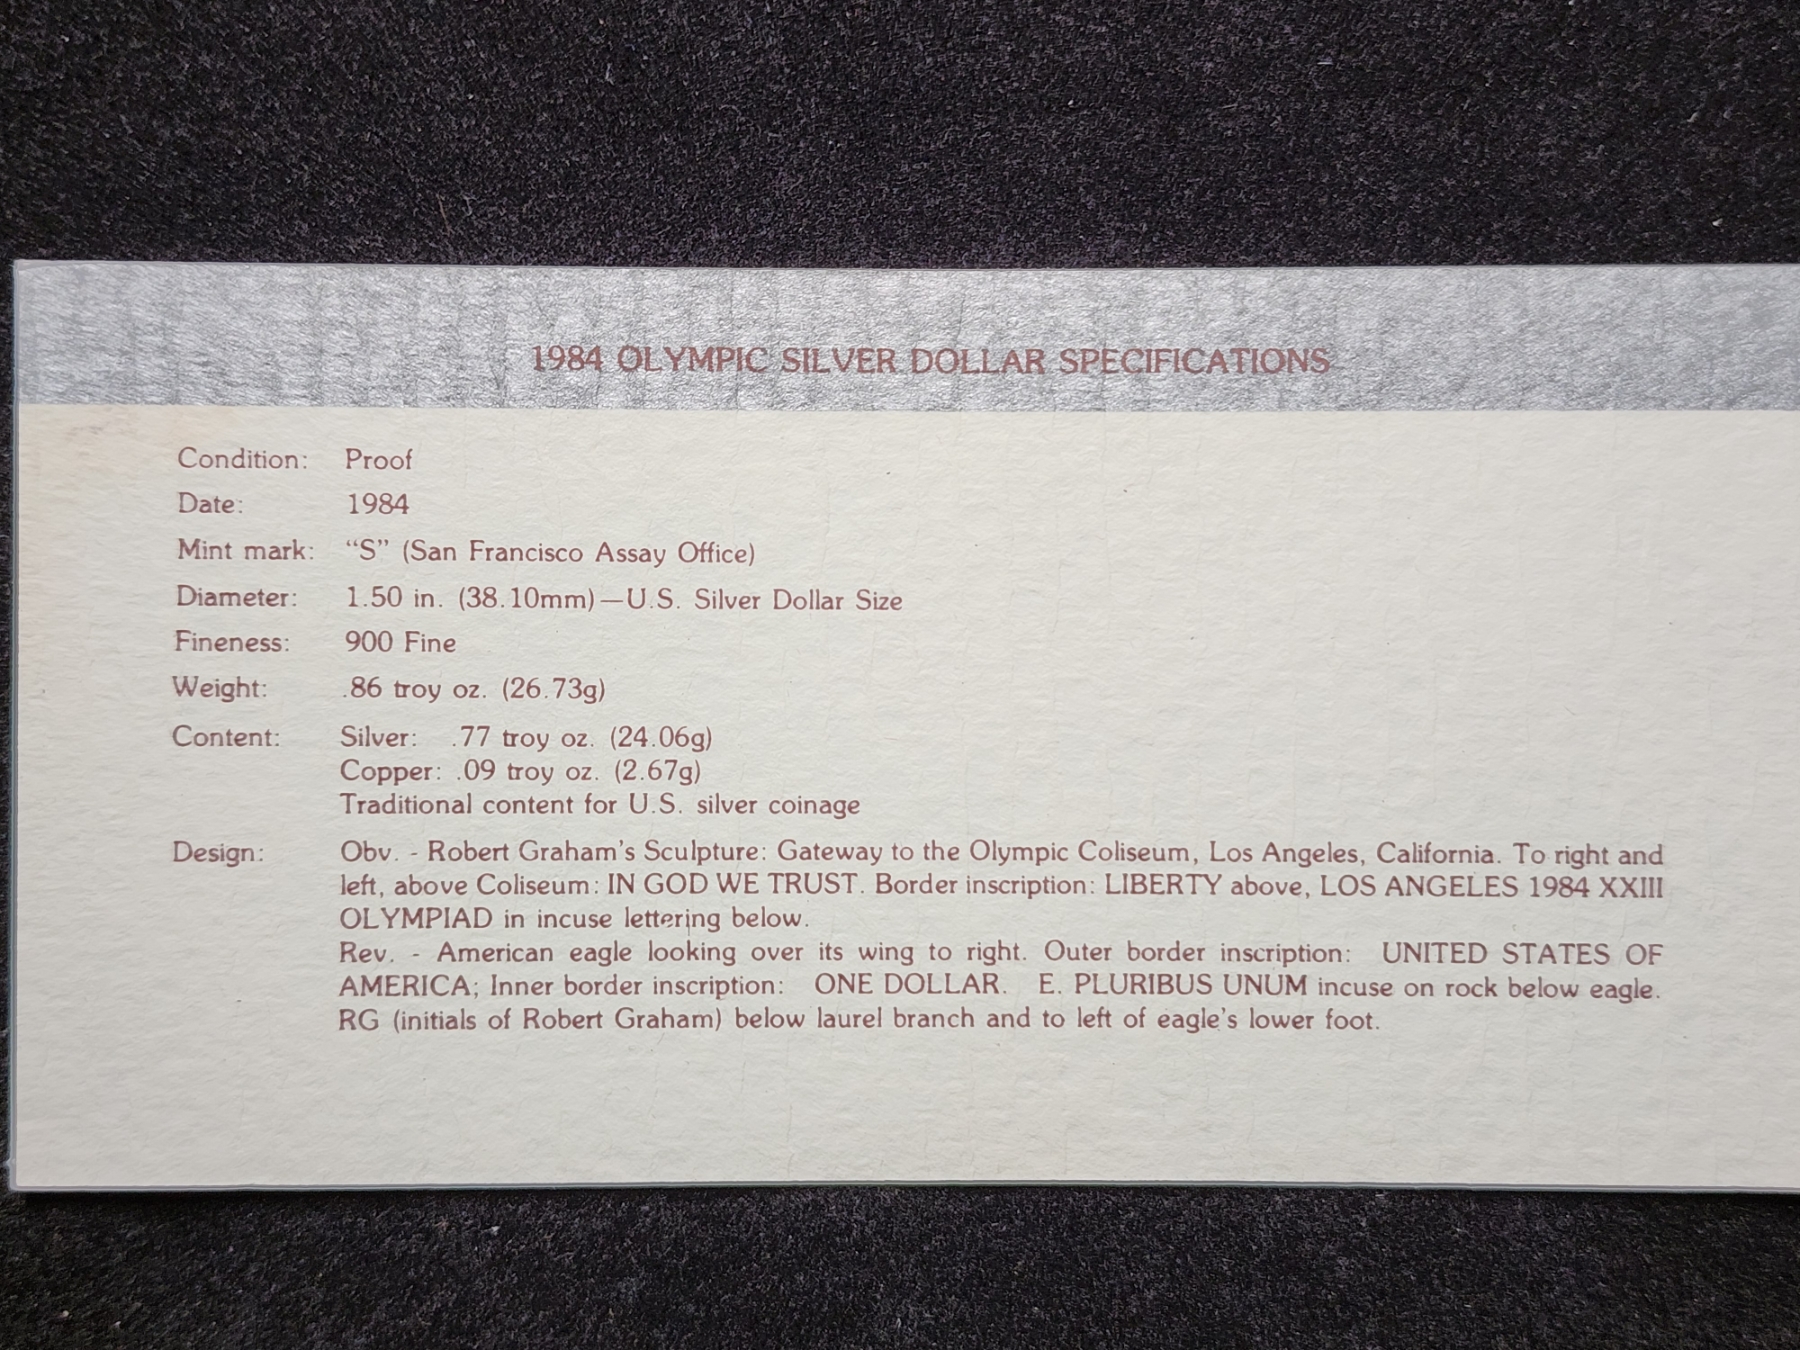 1984 OLYMPIC SILVER DOLLAR SPECIFICATIONS
Condition: Proof
Date: 1984
Mint mark: “S” (San Francisco Assay Office)
Diameter: 1.50 in. (38.10mm)—U.S. Silver Dollar Size
Fineness: 900 Fine
Weight: .86 troy oz. (26.73g)
Content: Silver: .77 troy oz. (24.06g)
Copper: .09 troy oz. (2.67g)
Traditional content for U.S. silver coinage
Design: Obv. - Robert Graham’s Sculpture: Gateway to the Olympic Coliseum, Los Angeles, California. To right and
left, above Coliseum: IN GOD WE TRUST. Border inscription: LIBERTY above, LOS ANGELES 1984 XXIII
OLYMPIAD in incuse lettering below.
Rev. - American eagle looking over its wing to right. Outer border inscription: UNITED STATES OF
AMERICA; Inner border inscription: ONE DOLLAR. E. PLURIBUS UNUM incuse on rock below eagle.
RG (initials of Robert Graham) below laurel branch and to left of eagle’s lower foot.